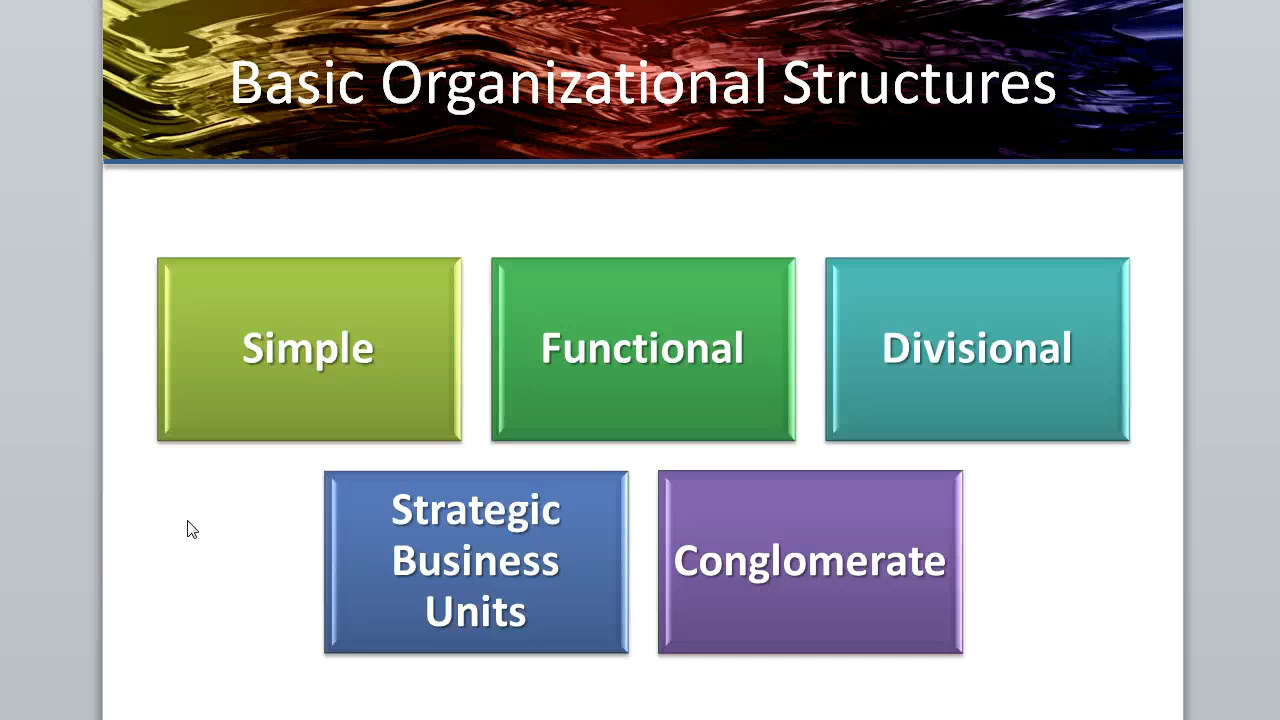 Basic Organizational Structures
Simple
Functional
Divisional
Strategic
Business
Units
Conglomerate